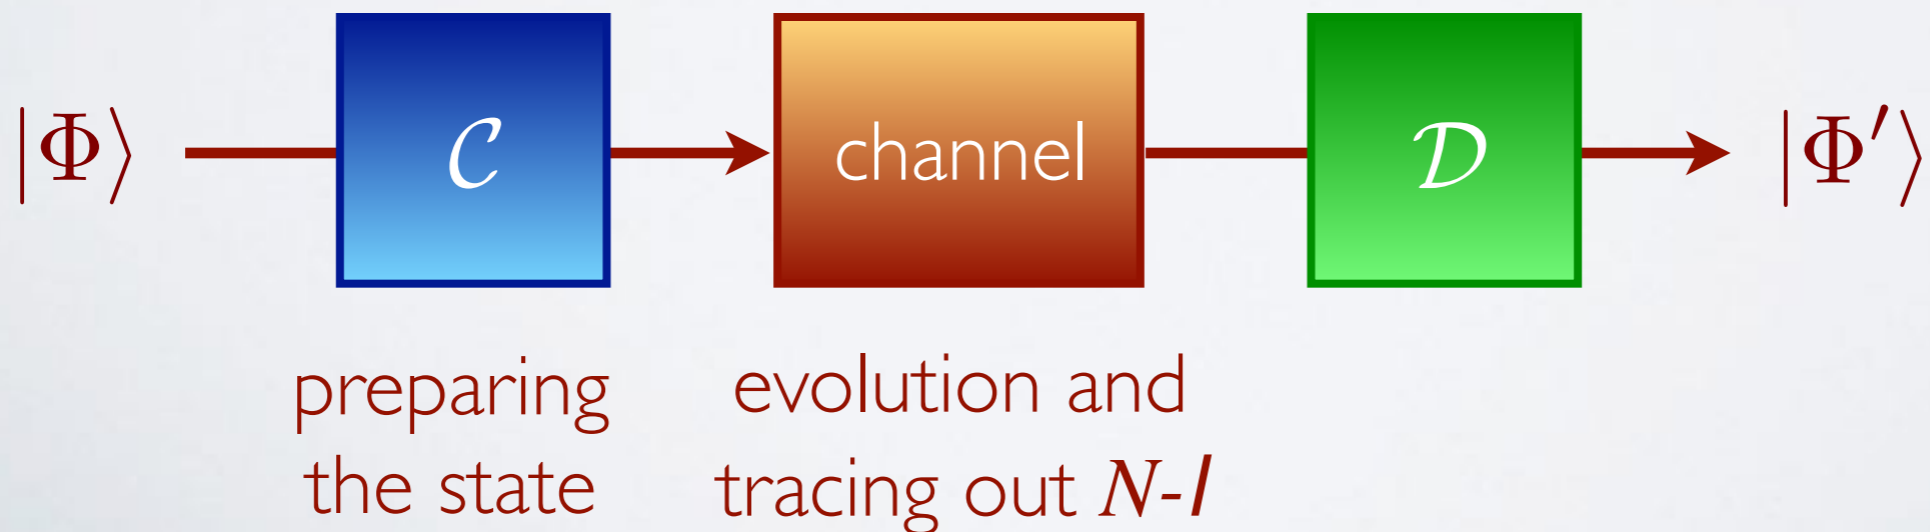 |Φ⟩ 𝒞 channel 𝒟 |Φ′⟩
preparing evolution and
the state tracing out N-l